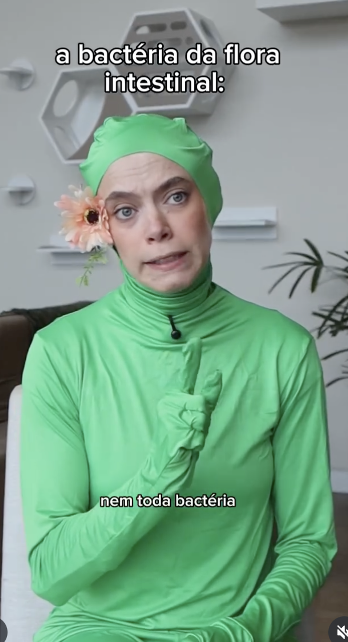 a bactéria da flora
intestinal:
nem toda bactéria